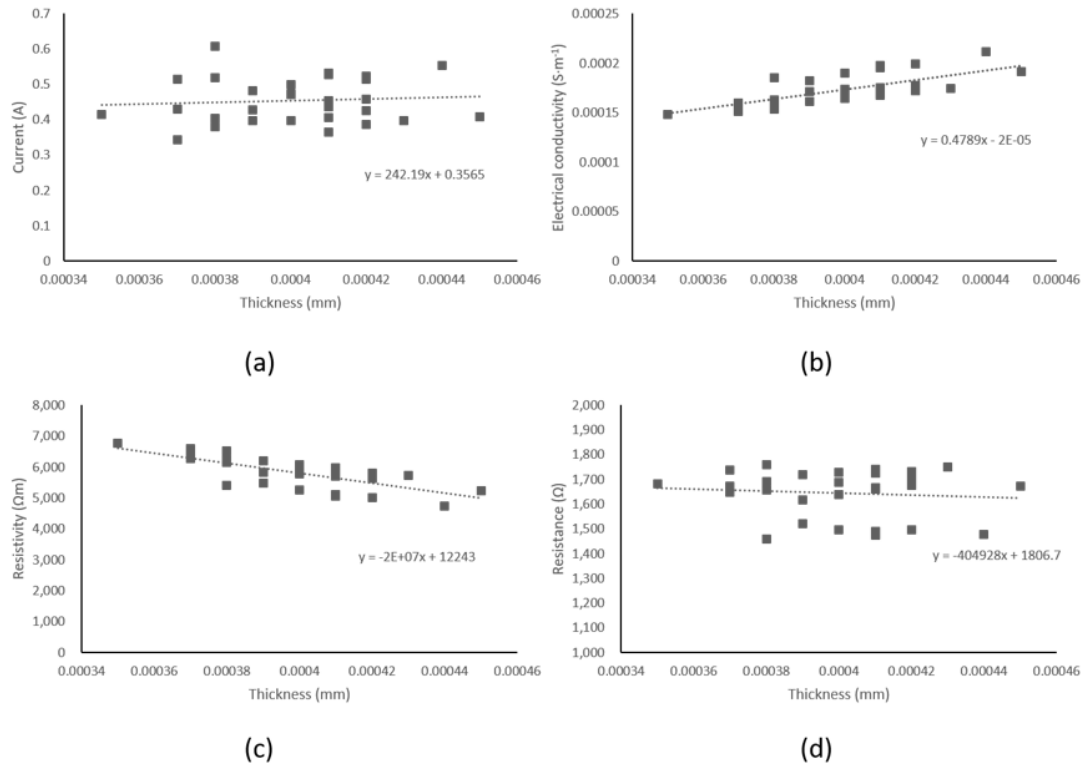 0.7
0.6
0.5
0.4
0.3
0.2
0.1
0
Current (A)
y = 242.19x + 0.3565
0.00034 0.00036 0.00038 0.0004 0.00042 0.00044 0.00046
Thickness (mm)
(a)
0.00025
0.0002
0.00015
0.0001
0.00005
0
Electrical conductivity (S·m⁻¹)
y = 0.4789x - 2E-05
0.00034 0.00036 0.00038 0.0004 0.00042 0.00044 0.00046
Thickness (mm)
(b)
8,000
7,000
6,000
5,000
4,000
3,000
2,000
1,000
0
Resistivity (Ωm)
y = -2E+07x + 12243
0.00034 0.00036 0.00038 0.0004 0.00042 0.00044 0.00046
Thickness (mm)
(c)
2,000
1,900
1,800
1,700
1,600
1,500
1,400
1,300
1,200
1,100
1,000
Resistance (Ω)
y = -404928x + 1806.7
0.00034 0.00036 0.00038 0.0004 0.00042 0.00044 0.00046
Thickness (mm)
(d)